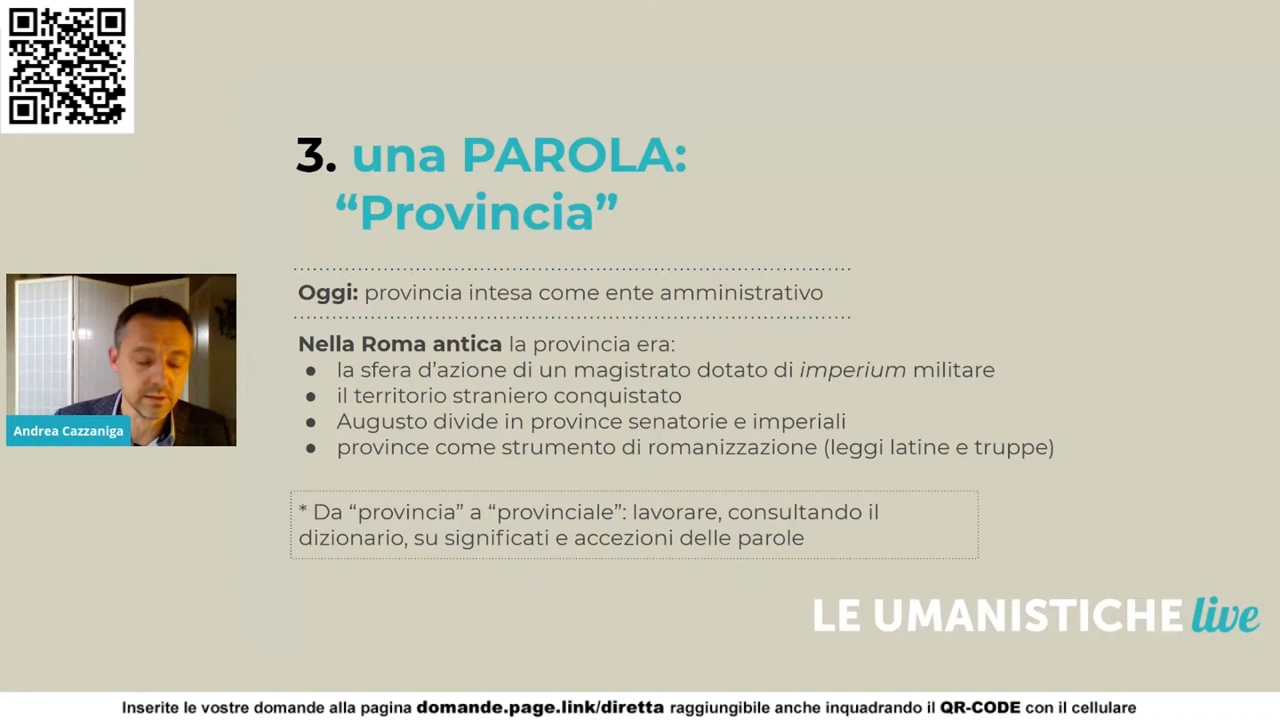 3. una PAROLA:
“Provincia”
Oggi: provincia intesa come ente amministrativo
Nella Roma antica la provincia era:
● la sfera d’azione di un magistrato dotato di imperium militare
● il territorio straniero conquistato
● Augusto divide in province senatorie e imperiali
● province come strumento di romanizzazione (leggi latine e truppe)
* Da “provincia” a “provinciale”: lavorare, consultando il
dizionario, su significati e accezioni delle parole
Andrea Cazzaniga
LE UMANISTICHE live
Inserite le vostre domande alla pagina domande.page.link/diretta raggiungibile anche inquadrando il QR-CODE con il cellulare